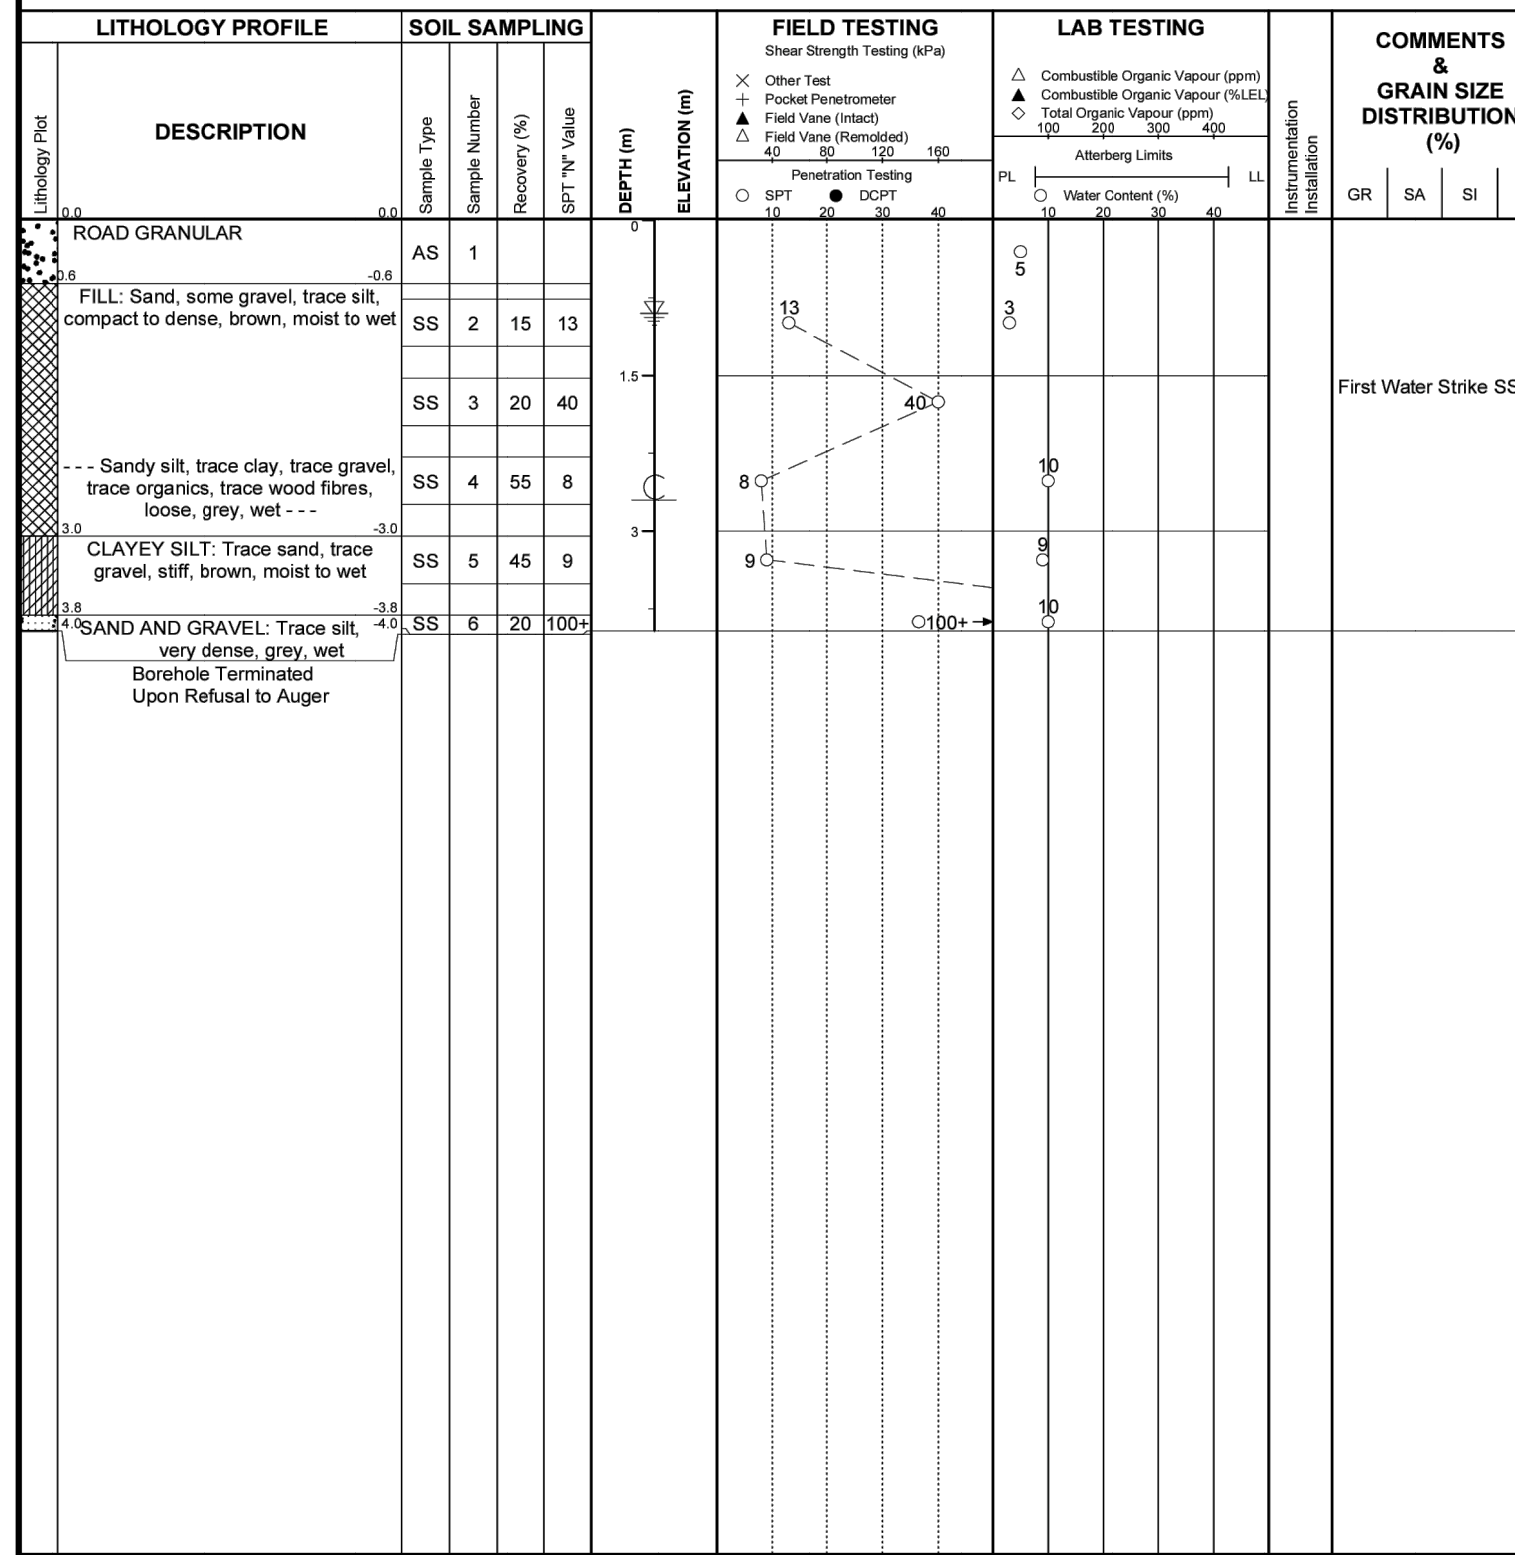 LITHOLOGY PROFILE
SOIL SAMPLING
FIELD TESTING
LAB TESTING
COMMENTS
&
GRAIN SIZE
DISTRIBUTION
(%)
Lithology Plot
DESCRIPTION
Sample Type
Sample Number
Recovery (%)
SPT "N" Value
DEPTH (m)
ELEVATION (m)
Shear Strength Testing (kPa)
Other Test
Pocket Penetrometer
Field Vane (Intact)
Field Vane (Remolded)
40 80 120 160
Penetration Testing
SPT DCPT
10 20 30 40
Combustible Organic Vapour (ppm)
Combustible Organic Vapour (%LEL)
Total Organic Vapour (ppm)
100 200 300 400
Atterberg Limits
PL LL
Water Content (%)
10 20 30 40
Instrumentation
Installation
GR SA SI
0.0 0.0
ROAD GRANULAR
0.6 -0.6
AS 1
0
5
FILL: Sand, some gravel, trace silt,
compact to dense, brown, moist to wet
SS 2 15 13
13
3
1.5
First Water Strike SS
SS 3 20 40
40
--- Sandy silt, trace clay, trace gravel,
trace organics, trace wood fibres,
loose, grey, wet ---
SS 4 55 8
8
10
3.0 -3.0
3
CLAYEY SILT: Trace sand, trace
gravel, stiff, brown, moist to wet
SS 5 45 9
9
9
3.8 -3.8
4.0 SAND AND GRAVEL: Trace silt, -4.0
very dense, grey, wet
SS 6 20 100+
100+
10
Borehole Terminated
Upon Refusal to Auger